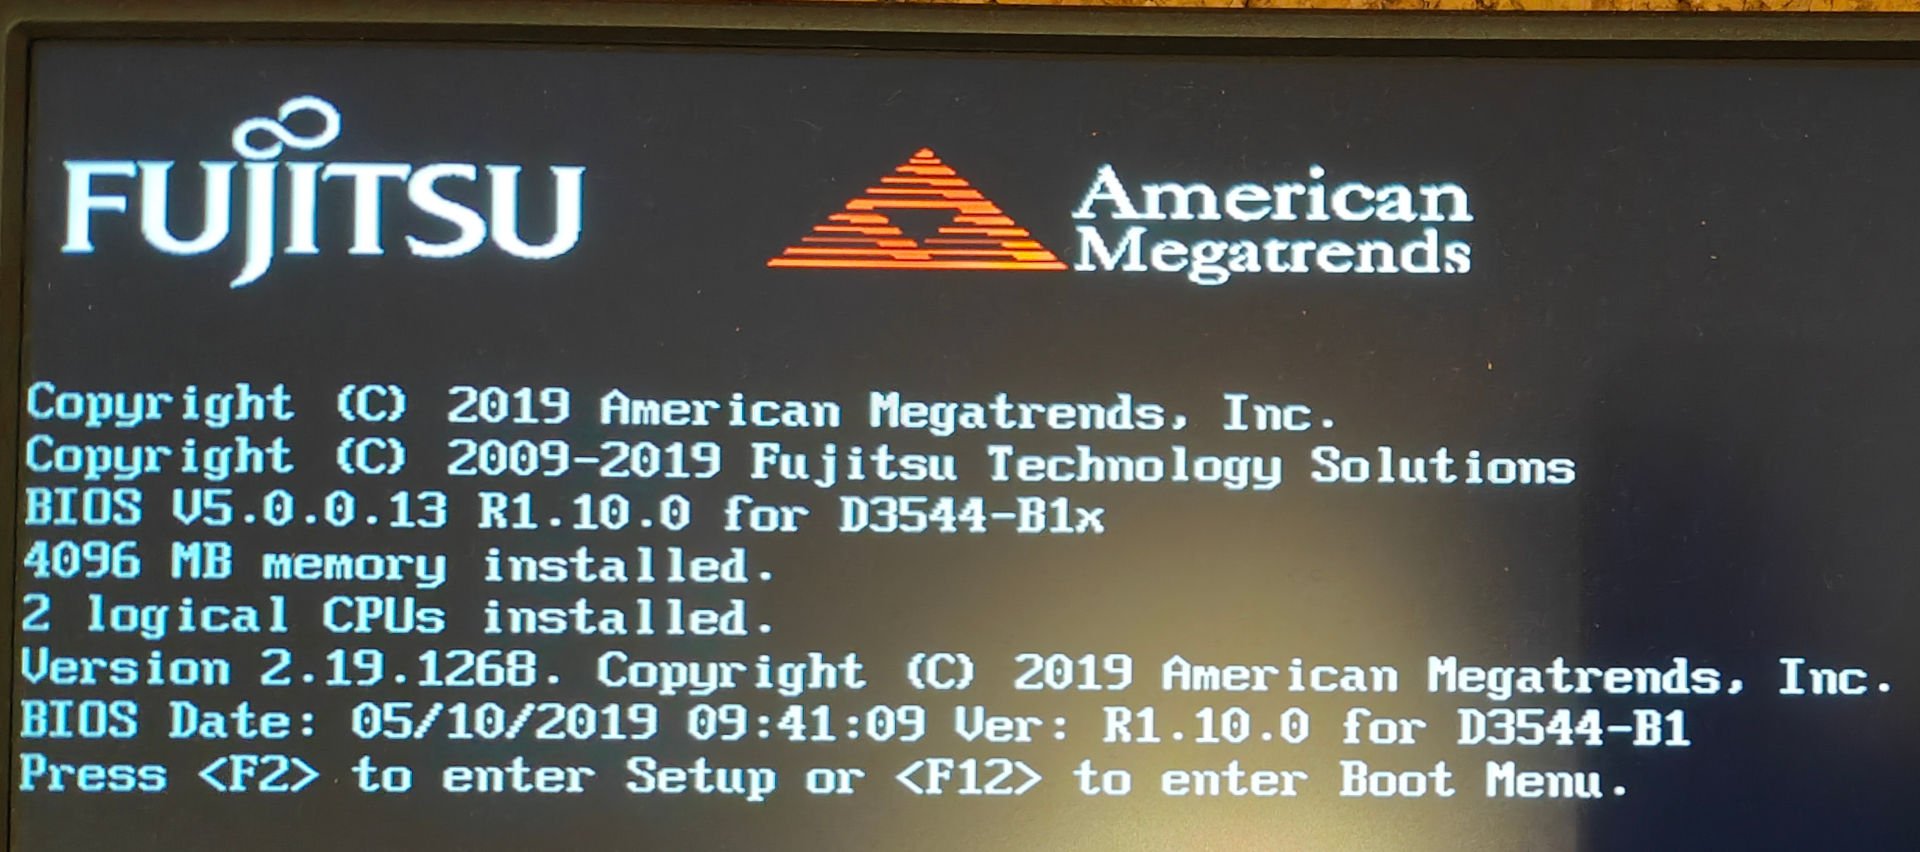 FUJITSU
American
Megatrends
Copyright (C) 2019 American Megatrends, Inc.
Copyright (C) 2009-2019 Fujitsu Technology Solutions
BIOS V5.0.0.13 R1.10.0 for D3544-B1x
4096 MB memory installed.
2 logical CPUs installed.
Version 2.19.1268. Copyright (C) 2019 American Megatrends, Inc.
BIOS Date: 05/10/2019 09:41:09 Ver: R1.10.0 for D3544-B1
Press <F2> to enter Setup or <F12> to enter Boot Menu.